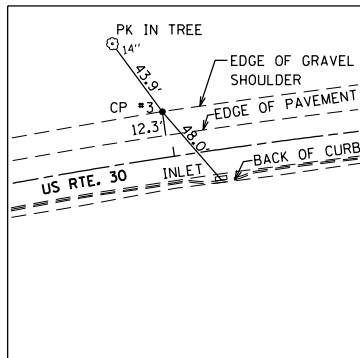 PK IN TREE
14"
43.9'
EDGE OF GRAVEL
SHOULDER
CP #3
EDGE OF PAVEMENT
12.3'
48.0'
BACK OF CURB
INLET
US RTE. 30